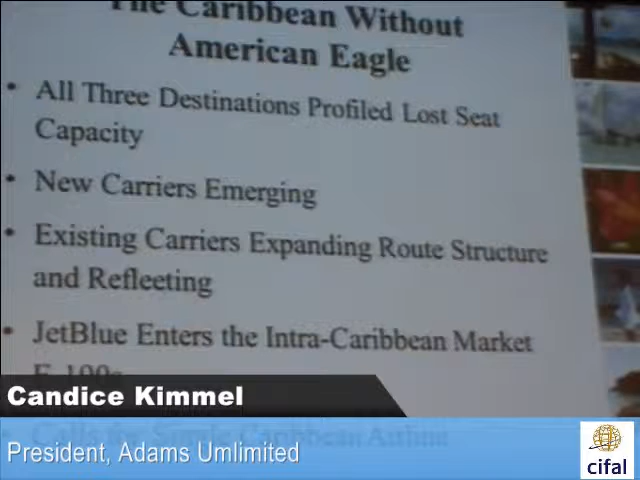 The Caribbean Without
American Eagle
• All Three Destinations Profiled Lost Seat
Capacity
• New Carriers Emerging
• Existing Carriers Expanding Route Structure
and Refleeting
• JetBlue Enters the Intra-Caribbean Market
Candice Kimmel
Caribbean
President, Adams Umlimited
cifal